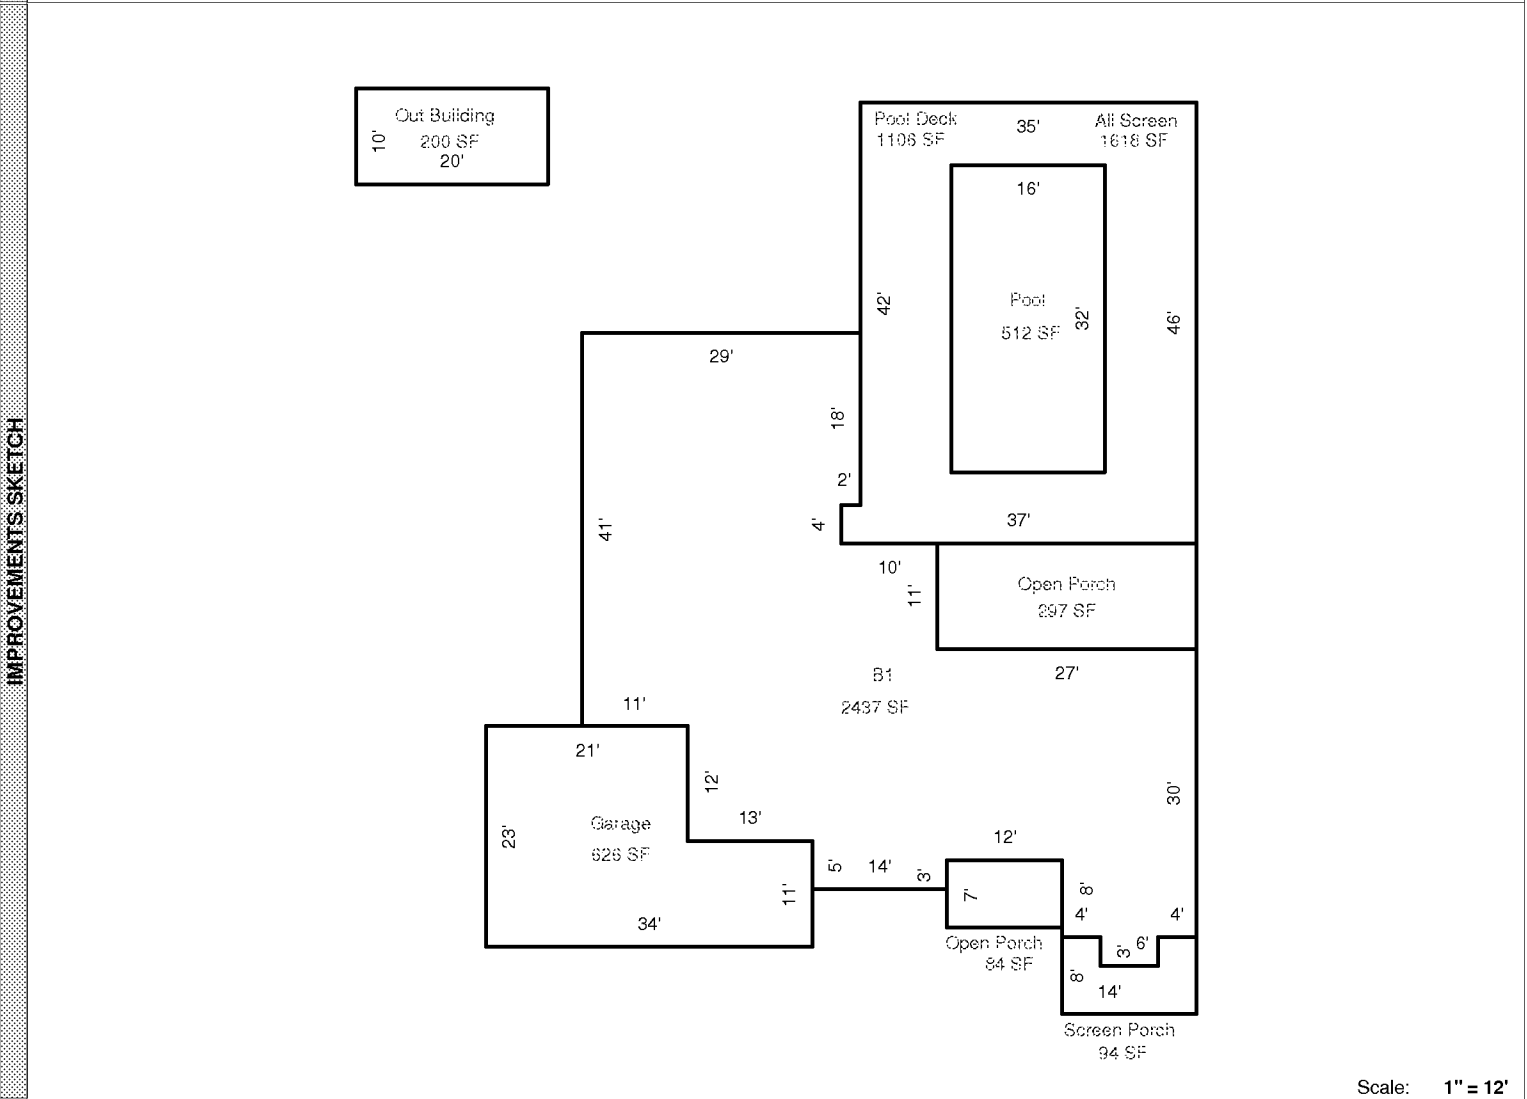 IMPROVEMENTS SKETCH
Out Building
10'
200 SF
20'
Pool Deck
1106 SF
35'
All Screen
1618 SF
16'
Pool
512 SF
32'
42'
46'
29'
18'
2'
4'
37'
41'
10'
11'
Open Porch
297 SF
27'
B1
2437 SF
11'
21'
12'
13'
23'
Garage
626 SF
11'
34'
5'
14'
3'
12'
7'
30'
8'
4'
4'
3'
6'
Open Porch
84 SF
8'
14'
Screen Porch
94 SF
Scale: 1" = 12'